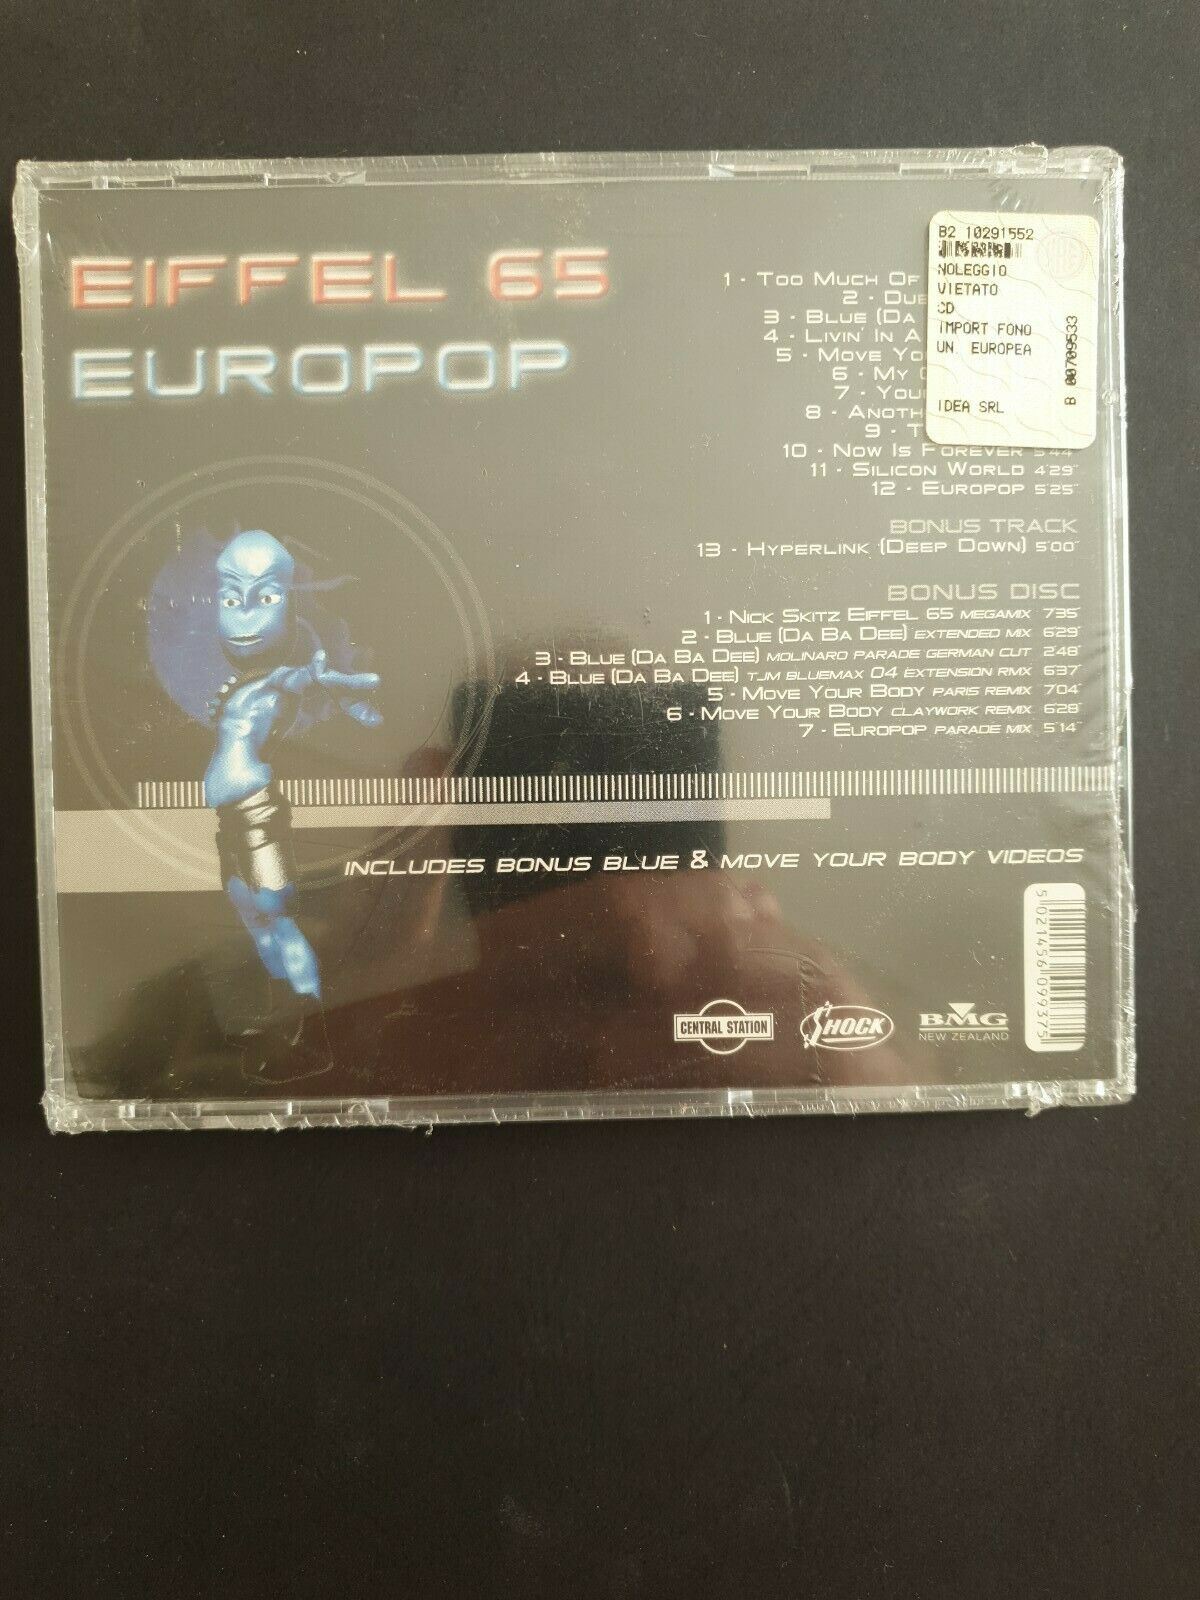 EIFFEL 65
EUROPOP
1 - Too Much Of
2 - Due
3 - Blue (Da
4 - Livin' In A
5 - Move You
6 - My
7 - You
8 - Anoth
9 - T
10 - Now Is Forever 5'44"
11 - Silicon World 4'29"
12 - Europop 5'25"
BONUS TRACK
13 - Hyperlink (Deep Down) 5'00"
BONUS DISC
1 - Nick Skitz Eiffel 65 MEGAMIX 7'35"
2 - Blue (Da Ba Dee) EXTENDED MIX 6'29"
3 - Blue (Da Ba Dee) MOLINARO PARADE GERMAN CUT 2'48"
4 - Blue (Da Ba Dee) TJM BLUEMAX 04 EXTENSION RMX 6'37"
5 - Move Your Body PARIS REMIX 7'04"
6 - Move Your Body CLAYWORK REMIX 6'28"
7 - Europop PARADE MIX 5'14"
INCLUDES BONUS BLUE & MOVE YOUR BODY VIDEOS
B2 10291552
NOLEGGIO
VIETATO
CD
IMPORT FONO
UN. EUROPEA
IDEA SRL
B 00709533
CENTRAL STATION
SHOCK
BMG
NEW ZEALAND
5 021456 099375